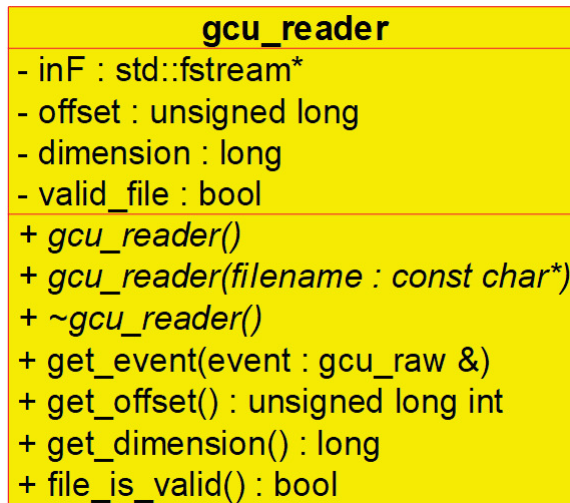 gcu_reader
- inF : std::fstream*
- offset : unsigned long
- dimension : long
- valid_file : bool
+ gcu_reader()
+ gcu_reader(filename : const char*)
+ ~gcu_reader()
+ get_event(event : gcu_raw &)
+ get_offset() : unsigned long int
+ get_dimension() : long
+ file_is_valid() : bool